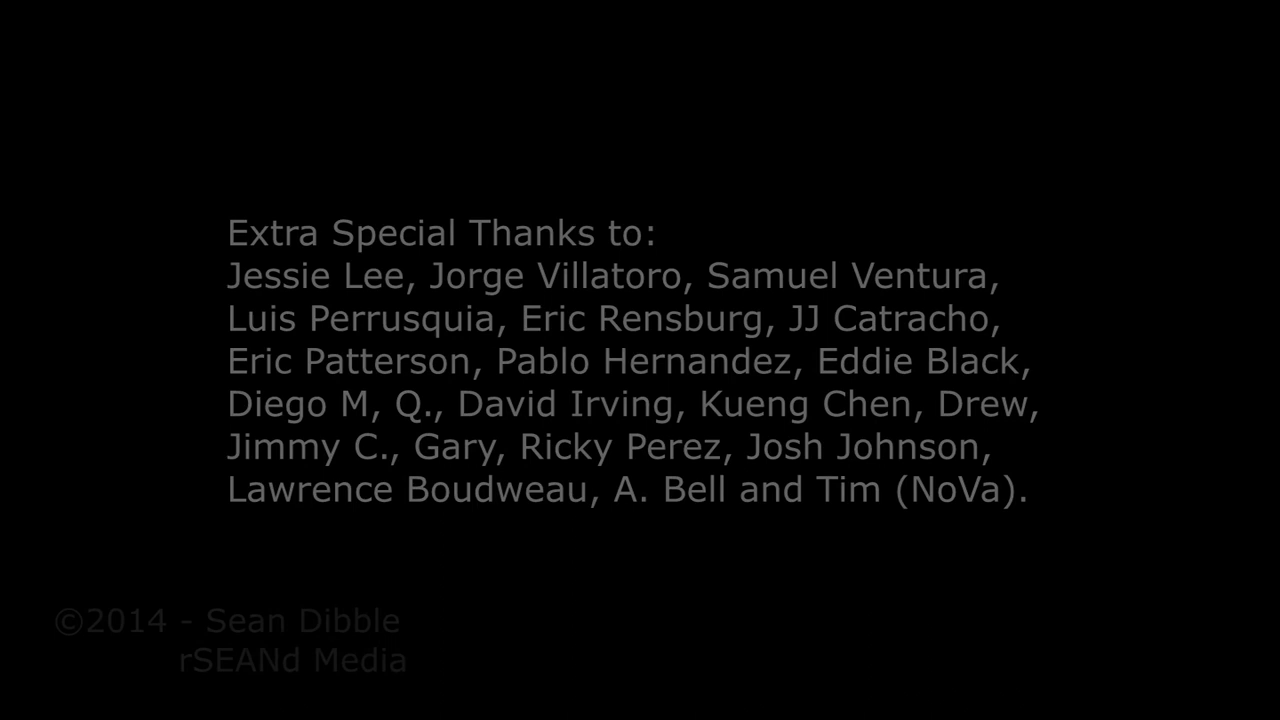 Extra Special Thanks to:
Jessie Lee, Jorge Villatoro, Samuel Ventura,
Luis Perrusquia, Eric Rensburg, JJ Catracho,
Eric Patterson, Pablo Hernandez, Eddie Black,
Diego M, Q., David Irving, Kueng Chen, Drew,
Jimmy C., Gary, Ricky Perez, Josh Johnson,
Lawrence Boudweau, A. Bell and Tim (NoVa).
©2014 - Sean Dibble
rSEANd Media